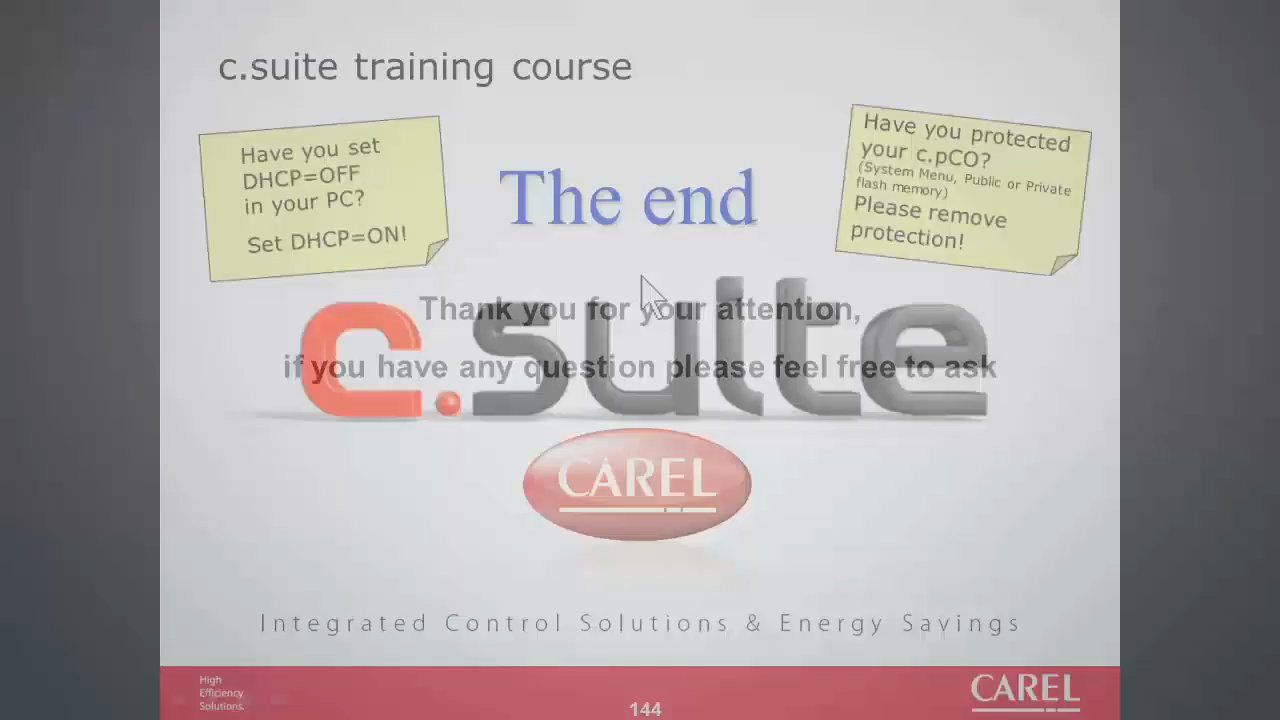 c.suite training course
Have you set
DHCP=OFF
in your PC?
Set DHCP=ON!
The end
Have you protected
your c.pCO?
(System Menu, Public or Private
flash memory)
Please remove
protection!
Thank you for your attention,
if you have any question please feel free to ask
c.suite
CAREL
Integrated Control Solutions & Energy Savings
High
Efficiency
Solutions.
144
CAREL